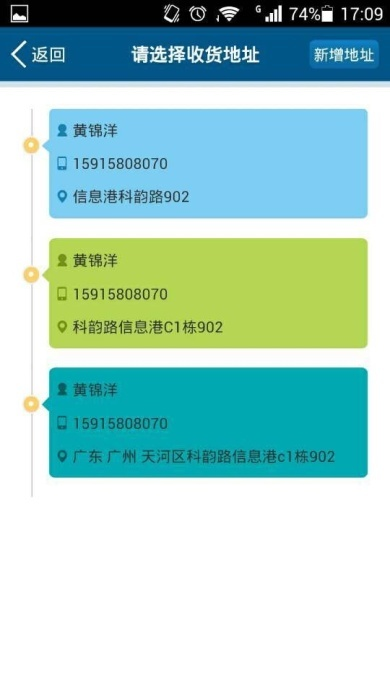 G 74% 17:09
返回 请选择收货地址 新增地址
黄锦洋
15915808070
信息港科韵路902
黄锦洋
15915808070
科韵路信息港C1栋902
黄锦洋
15915808070
广东 广州 天河区科韵路信息港c1栋902